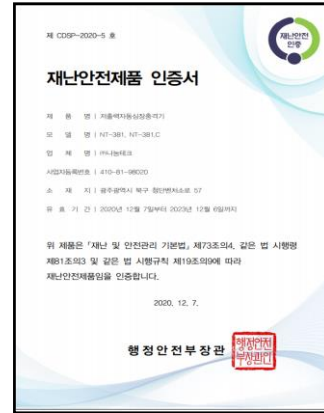 제 CDSP-2020-5 호
재난안전
인증
재난안전제품 인증서
제 품 명 | 저출력자동심장충격기
모 델 명 | NT-381, NT-381.C
업 체 명 | ㈜나눔테크
사업자등록번호 | 410-81-98020
소 재 지 | 광주광역시 북구 첨단벤처소로 57
유 효 기 간 | 2020년 12월 7일부터 2023년 12월 6일까지
위 제품은 「재난 및 안전관리 기본법」 제73조의4, 같은 법 시행령
제81조의3 및 같은 법 시행규칙 제19조의9에 따라
재난안전제품임을 인증합니다.
2020. 12. 7.
행정안전부장관
행정안전
부장관인